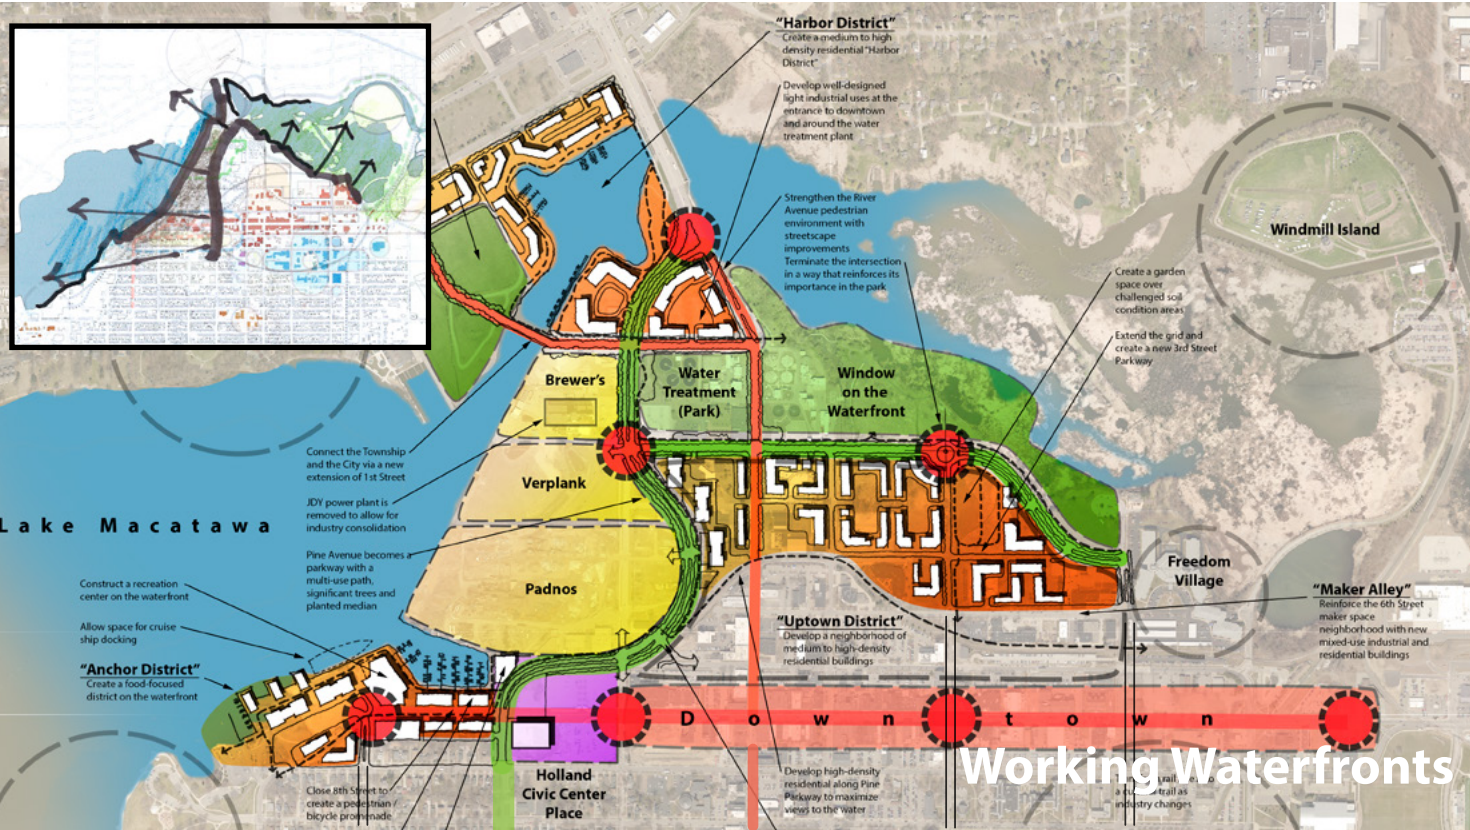 "Harbor District"
Create a medium to high
density residential "Harbor
District"
Develop well-designed
light industrial uses at the
entrance to downtown
and around the water
treatment plant
Strengthen the River
Avenue pedestrian
environment with
streetscape
improvements
Terminate the intersection
in a way that reinforces its
importance in the park
Windmill Island
Create a garden
space over
challenged soil
condition areas
Extend the grid and
create a new 3rd Street
Parkway
Brewer's
Water
Treatment
(Park)
Window
on the
Waterfront
Connect the Township
and the City via a new
extension of 1st Street
Verplank
JDY power plant is
removed to allow for
industry consolidation
Lake Macatawa
Pine Avenue becomes a
parkway with a
multi-use path,
significant trees and
planted median
Padnos
Freedom
Village
Construct a recreation
center on the waterfront
Allow space for cruise
ship docking
"Anchor District"
Create a food-focused
district on the waterfront
"Uptown District"
Develop a neighborhood of
medium to high-density
residential buildings
"Maker Alley"
Reinforce the 6th Street
maker space
neighborhood with new
mixed-use industrial and
residential buildings
Downtown
Working Waterfronts
Holland
Civic Center
Place
Close 8th Street to
create a pedestrian /
bicycle promenade
Develop high-density
residential along Pine
Parkway to maximize
views to the water
trail as
industry changes